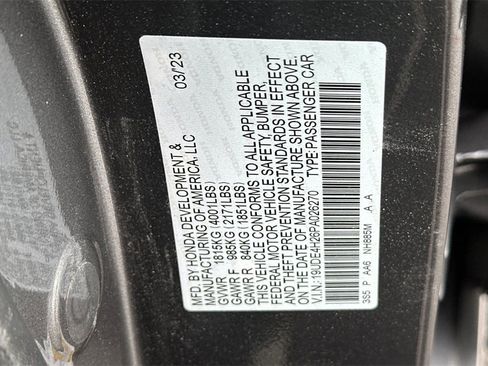 MFD. BY HONDA DEVELOPMENT &
MANUFACTURING OF AMERICA, LLC 03/23
GVWR 1815KG (4001LBS)
GAWR F 985KG (2171LBS)
GAWR R 840KG (1851LBS)
THIS VEHICLE CONFORMS TO ALL APPLICABLE
FEDERAL MOTOR VEHICLE SAFETY, BUMPER,
AND THEFT PREVENTION STANDARDS IN EFFECT
ON THE DATE OF MANUFACTURE SHOWN ABOVE.
V.I.N.: 19UDE4H26PA026270 TYPE-PASSENGER CAR
3S5 P AA6 NH885M A A